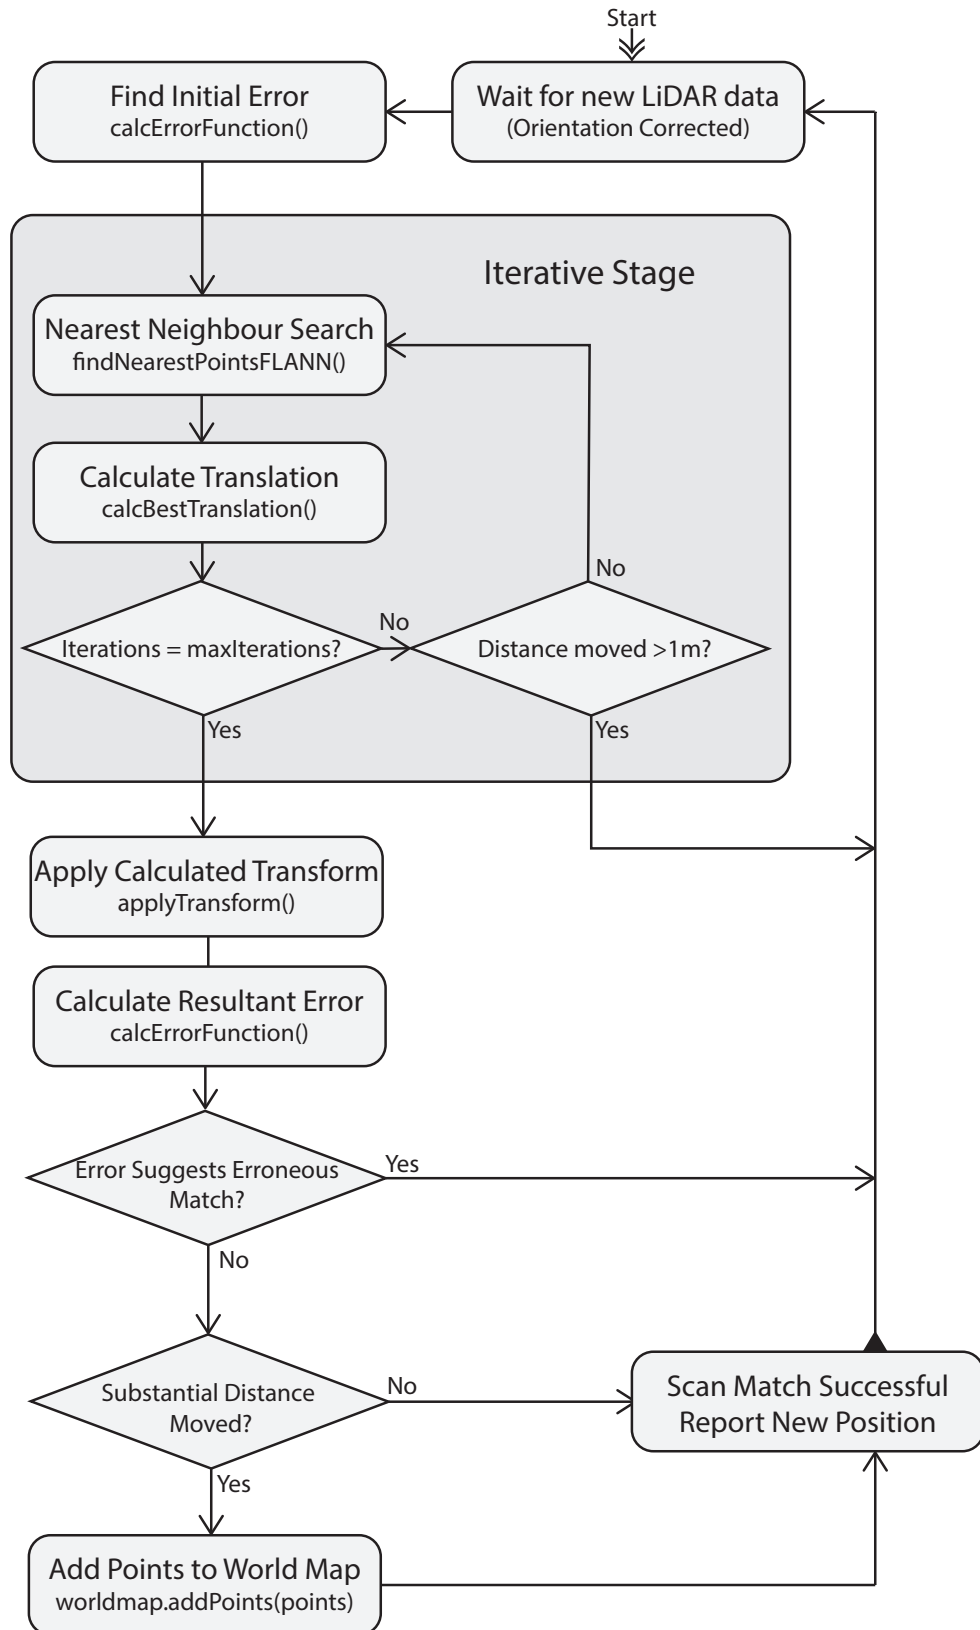 Start
Wait for new LiDAR data
(Orientation Corrected)
Find Initial Error
calcErrorFunction()
Iterative Stage
Nearest Neighbour Search
findNearestPointsFLANN()
Calculate Translation
calcBestTranslation()
Iterations = maxIterations?
No
Distance moved >1m?
No
Yes
Yes
Apply Calculated Transform
applyTransform()
Calculate Resultant Error
calcErrorFunction()
Error Suggests Erroneous
Match?
Yes
No
Substantial Distance
Moved?
No
Yes
Scan Match Successful
Report New Position
Add Points to World Map
worldmap.addPoints(points)